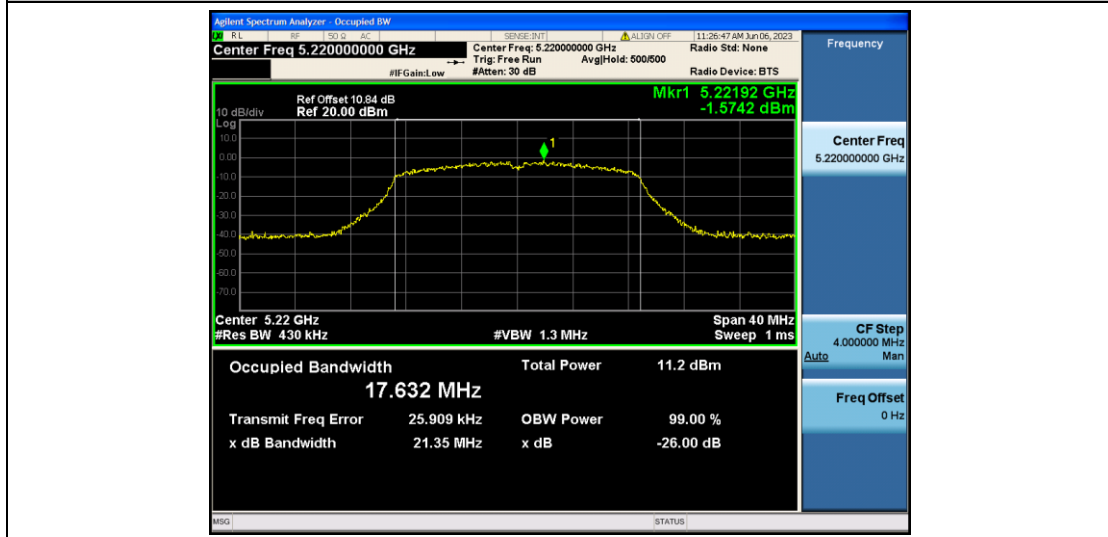 Agilent Spectrum Analyzer - Occupied BW
RL RF 50 Ω AC SENSE:INT ALIGN OFF 11:26:47 AM Jun 06, 2023
Center Freq 5.220000000 GHz Center Freq: 5.220000000 GHz Radio Std: None
Trig: Free Run Avg|Hold: 500/500
#IFGain:Low #Atten: 30 dB Radio Device: BTS
Frequency
Mkr1 5.22192 GHz
-1.5742 dBm
Ref Offset 10.84 dB
10 dB/div Ref 20.00 dBm
Log
10.0
1
0.00
-10.0
-20.0
-30.0
-40.0
-50.0
-60.0
-70.0
Center 5.22 GHz Span 40 MHz
#Res BW 430 kHz #VBW 1.3 MHz Sweep 1 ms
Occupied Bandwidth Total Power 11.2 dBm
17.632 MHz
Transmit Freq Error 25.909 kHz OBW Power 99.00 %
x dB Bandwidth 21.35 MHz x dB -26.00 dB
Center Freq
5.220000000 GHz
CF Step
4.000000 MHz
Auto Man
Freq Offset
0 Hz
MSG STATUS